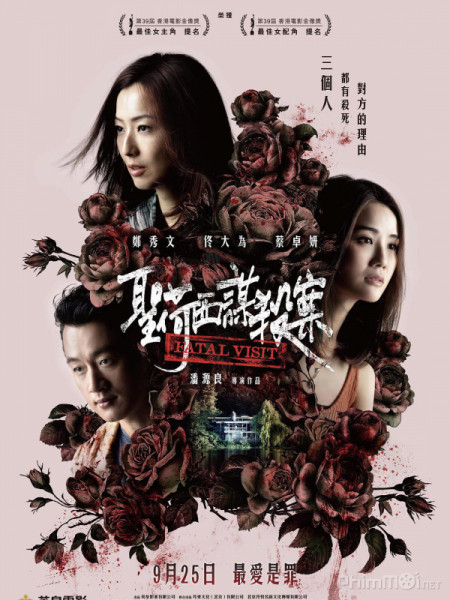 榮獲
第39屆 香港電影金像獎
最佳女主角 提名
第39屆 香港電影金像獎
最佳女配角 提名
三個人
都有殺死
對方的理由
鄭秀文 佟大為 蔡卓妍
聖荷西謀殺案
FATAL VISIT
潘源良 導演作品
9月25日 最愛是罪
PhimmoI.net